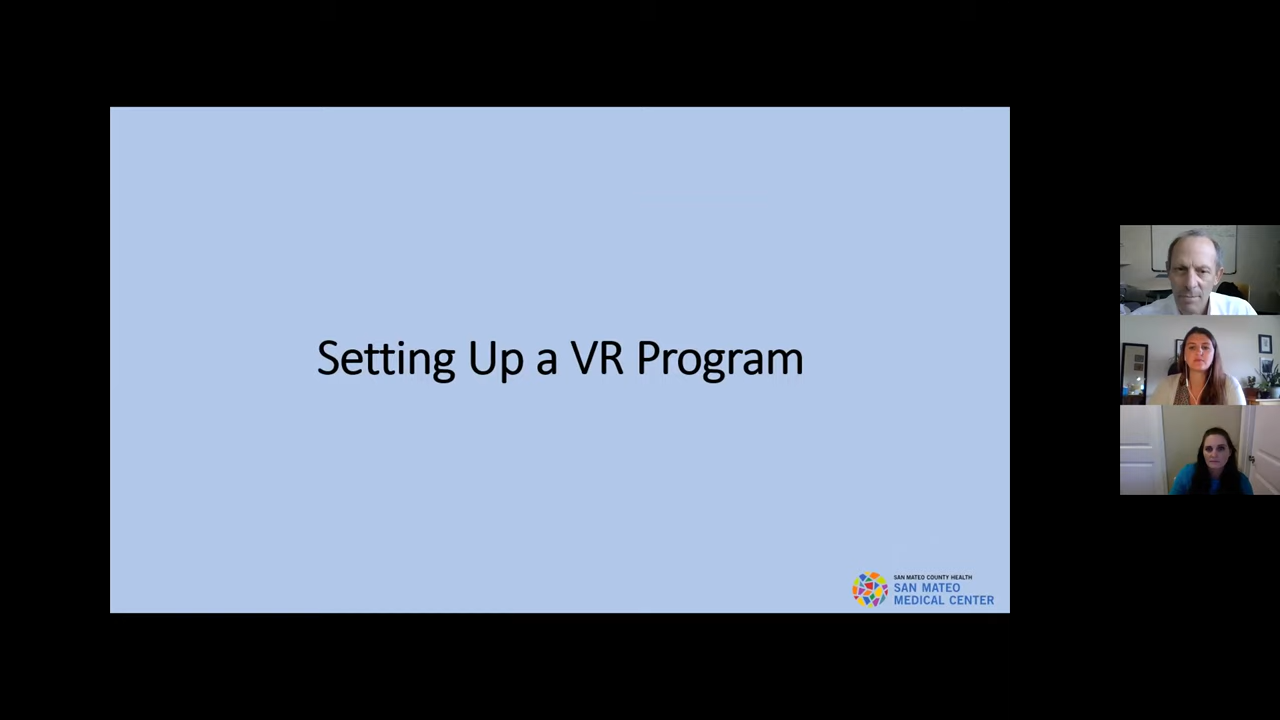 Setting Up a VR Program
SAN MATEO COUNTY HEALTH
SAN MATEO
MEDICAL CENTER